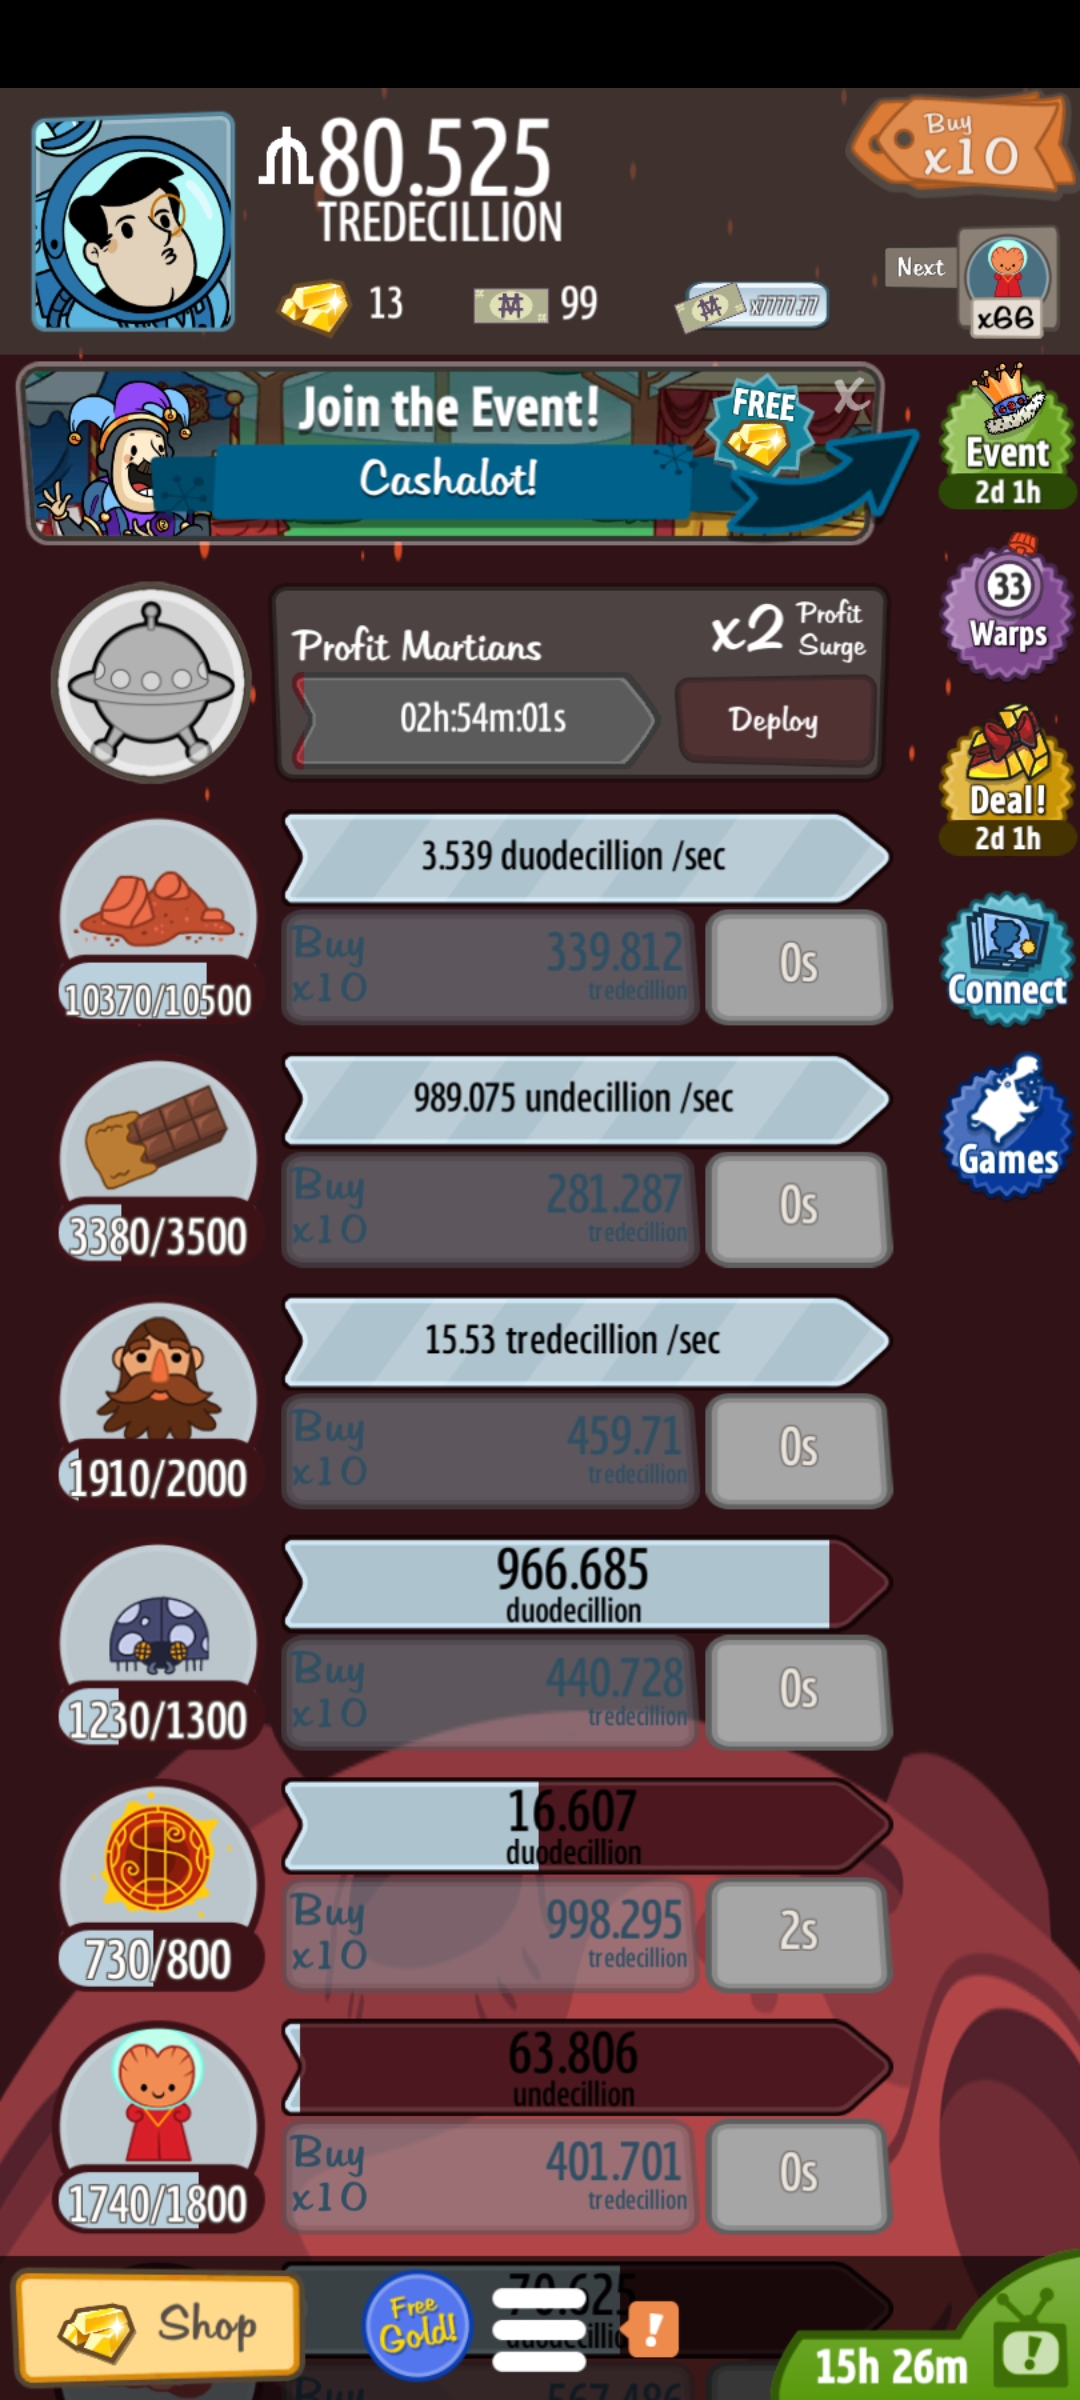 80.525
TREDECILLION
Buy
x10
13
99
x7777.77
Next
x66
Join the Event!
Cashalot!
FREE
X
Event
2d 1h
33
Warps
Profit Martians
x2 Profit Surge
02h:54m:01s
Deploy
Deal!
2d 1h
3.539 duodecillion /sec
10370/10500
Buy x10
339.812
tredecillion
0s
Connect
989.075 undecillion /sec
3380/3500
Buy x10
281.287
tredecillion
0s
Games
15.53 tredecillion /sec
1910/2000
Buy x10
459.71
tredecillion
0s
966.685
duodecillion
1230/1300
Buy x10
440.728
tredecillion
0s
16.607
duodecillion
730/800
Buy x10
998.295
tredecillion
2s
63.806
undecillion
1740/1800
Buy x10
401.701
tredecillion
0s
Shop
Free
Gold!
!
15h 26m
!
Buy